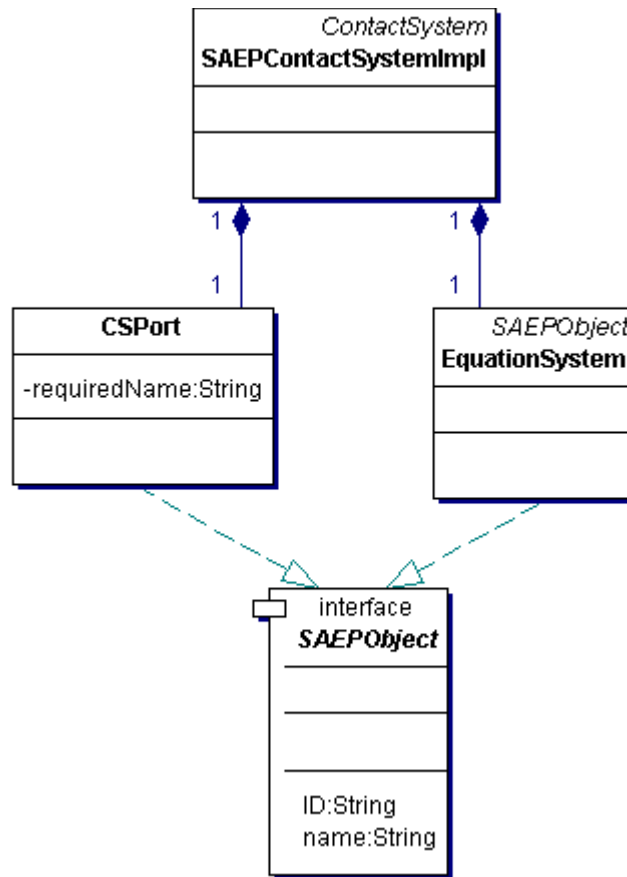 ContactSystem
SAEPContactSystemImpl
1
1
1
1
CSPort
-requiredName:String
SAEPObject
EquationSystem
interface
SAEPObject
ID:String
name:String